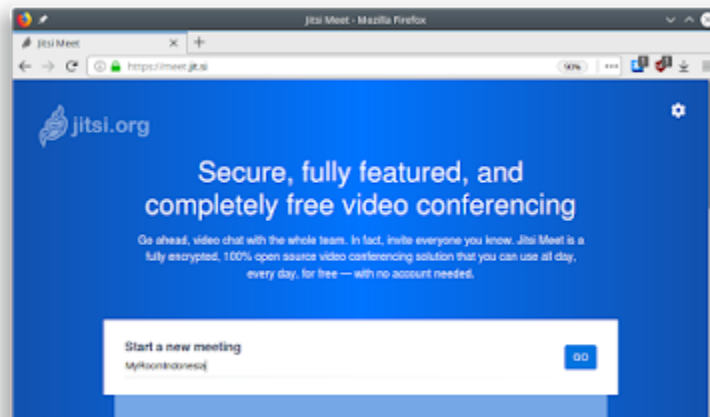 Jitsi Meet - Mozilla Firefox
Jitsi Meet
https://meet.jit.si
90%
jitsi.org
Secure, fully featured, and
completely free video conferencing
Go ahead, video chat with the whole team. In fact, invite everyone you know. Jitsi Meet is a
fully encrypted, 100% open source video conferencing solution that you can use all day,
every day, for free — with no account needed.
Start a new meeting
GO
MyRoomIndonesia